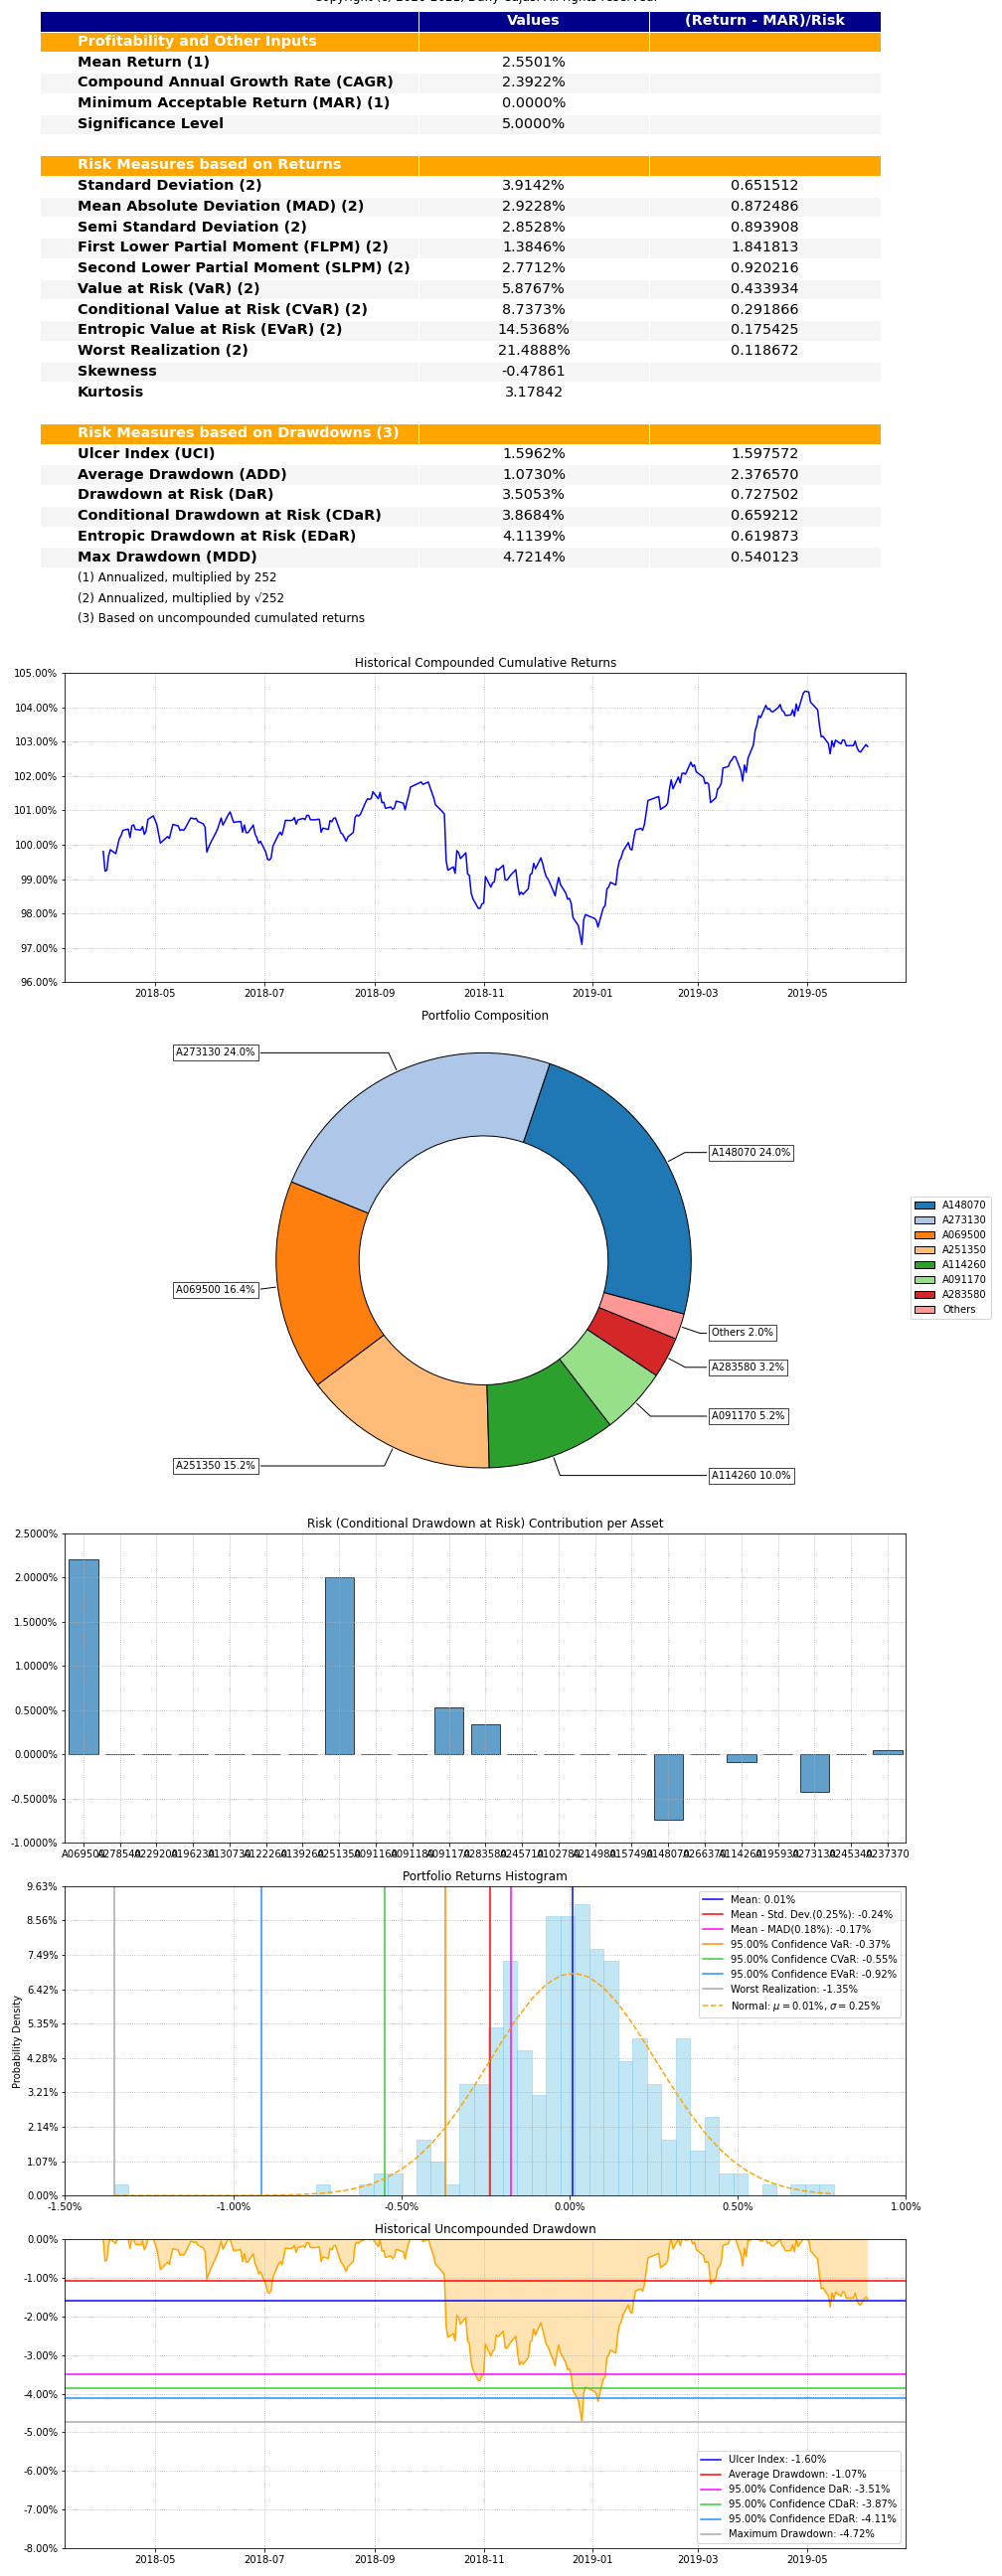 Values (Return - MAR)/Risk
Profitability and Other Inputs
Mean Return (1) 2.5501%
Compound Annual Growth Rate (CAGR) 2.3922%
Minimum Acceptable Return (MAR) (1) 0.0000%
Significance Level 5.0000%
Risk Measures based on Returns
Standard Deviation (2) 3.9142% 0.651512
Mean Absolute Deviation (MAD) (2) 2.9228% 0.872486
Semi Standard Deviation (2) 2.8528% 0.893908
First Lower Partial Moment (FLPM) (2) 1.3846% 1.841813
Second Lower Partial Moment (SLPM) (2) 2.7712% 0.920216
Value at Risk (VaR) (2) 5.8767% 0.433934
Conditional Value at Risk (CVaR) (2) 8.7373% 0.291866
Entropic Value at Risk (EVaR) (2) 14.5368% 0.175425
Worst Realization (2) 21.4888% 0.118672
Skewness -0.47861
Kurtosis 3.17842
Risk Measures based on Drawdowns (3)
Ulcer Index (UCI) 1.5962% 1.597572
Average Drawdown (ADD) 1.0730% 2.376570
Drawdown at Risk (DaR) 3.5053% 0.727502
Conditional Drawdown at Risk (CDaR) 3.8684% 0.659212
Entropic Drawdown at Risk (EDaR) 4.1139% 0.619873
Max Drawdown (MDD) 4.7214% 0.540123
(1) Annualized, multiplied by 252
(2) Annualized, multiplied by √252
(3) Based on uncompounded cumulated returns
Historical Compounded Cumulative Returns
105.00%
104.00%
103.00%
102.00%
101.00%
100.00%
99.00%
98.00%
97.00%
96.00%
2018-05 2018-07 2018-09 2018-11 2019-01 2019-03 2019-05
Portfolio Composition
A273130 24.0%
A148070 24.0%
A069500 16.4%
Others 2.0%
A283580 3.2%
A091170 5.2%
A251350 15.2%
A114260 10.0%
A148070
A273130
A069500
A251350
A114260
A091170
A283580
Others
Risk (Conditional Drawdown at Risk) Contribution per Asset
2.5000%
2.0000%
1.5000%
1.0000%
0.5000%
0.0000%
-0.5000%
-1.0000%
A237370
Portfolio Returns Histogram
Probability Density
9.63%
8.56%
7.49%
6.42%
5.35%
4.28%
3.21%
2.14%
1.07%
0.00%
-1.50% -1.00% -0.50% 0.00% 0.50% 1.00%
Mean: 0.01%
Mean - Std. Dev.(0.25%): -0.24%
Mean - MAD(0.18%): -0.17%
95.00% Confidence VaR: -0.37%
95.00% Confidence CVaR: -0.55%
95.00% Confidence EVaR: -0.92%
Worst Realization: -1.35%
Normal: μ = 0.01%, σ = 0.25%
Historical Uncompounded Drawdown
0.00%
-1.00%
-2.00%
-3.00%
-4.00%
-5.00%
-6.00%
-7.00%
-8.00%
Ulcer Index: -1.60%
Average Drawdown: -1.07%
95.00% Confidence DaR: -3.51%
95.00% Confidence CDaR: -3.87%
95.00% Confidence EDaR: -4.11%
Maximum Drawdown: -4.72%
2018-05 2018-07 2018-09 2018-11 2019-01 2019-03 2019-05